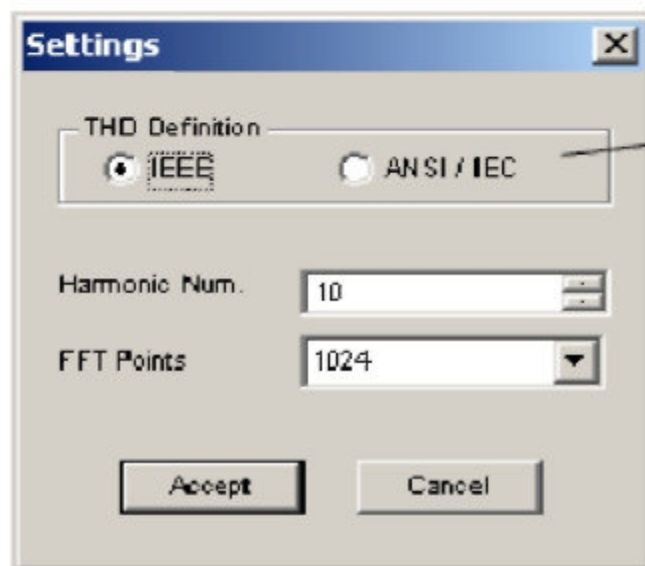 Settings
THD Definition
IEEE
ANSI / IEC
Harmonic Num.
10
FFT Points
1024
Accept
Cancel